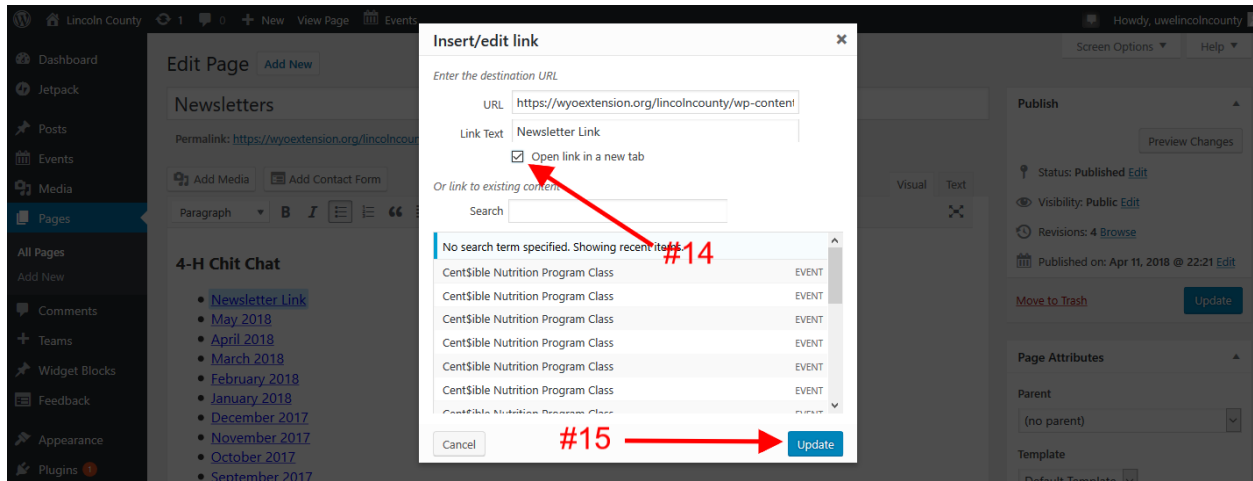 Lincoln County 1 0 New View Page Events Howdy, uwelincolncounty
Screen Options Help
Dashboard
Jetpack
Posts
Events
Media
Pages
All Pages
Add New
Comments
Teams
Widget Blocks
Feedback
Appearance
Plugins 1
Edit Page Add New
Newsletters
Permalink: https://wyoextension.org/lincolncour
Add Media Add Contact Form
Visual Text
Paragraph B I
4-H Chit Chat
• Newsletter Link
• May 2018
• April 2018
• March 2018
• February 2018
• January 2018
• December 2017
• November 2017
• October 2017
• September 2017
Insert/edit link
Enter the destination URL
URL https://wyoextension.org/lincolncounty/wp-content
Link Text Newsletter Link
Open link in a new tab
Or link to existing content
Search
#14
No search term specified. Showing recent items.
Cent$ible Nutrition Program Class EVENT
Cent$ible Nutrition Program Class EVENT
Cent$ible Nutrition Program Class EVENT
Cent$ible Nutrition Program Class EVENT
Cent$ible Nutrition Program Class EVENT
Cent$ible Nutrition Program Class EVENT
Cent$ible Nutrition Program Class EVENT
Cancel #15 Update
Publish
Preview Changes
Status: Published Edit
Visibility: Public Edit
Revisions: 4 Browse
Published on: Apr 11, 2018 @ 22:21 Edit
Move to Trash Update
Page Attributes
Parent
(no parent)
Template
Default Template